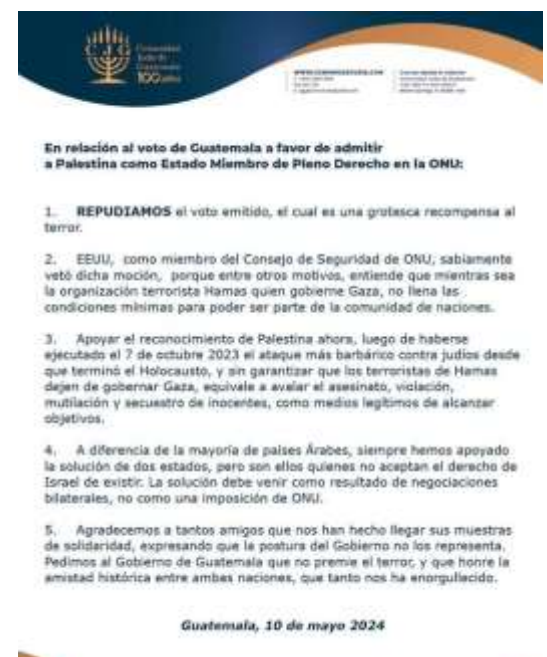 CJG
Comunidad
Judía de
Guatemala
100 años
En relación al voto de Guatemala a favor de admitir
a Palestina como Estado Miembro de Pleno Derecho en la ONU:
1. REPUDIAMOS el voto emitido, el cual es una grotesca recompensa al
terror.
2. EEUU, como miembro del Consejo de Seguridad de ONU, sabiamente
vetó dicha moción, porque entre otros motivos, entiende que mientras sea
la organización terrorista Hamas quien gobierne Gaza, no llena las
condiciones mínimas para poder ser parte de la comunidad de naciones.
3. Apoyar el reconocimiento de Palestina ahora, luego de haberse
ejecutado el 7 de octubre 2023 el ataque más barbárico contra judíos desde
que terminó el Holocausto, y sin garantizar que los terroristas de Hamas
dejen de gobernar Gaza, equivale a avalar el asesinato, violación,
mutilación y secuestro de inocentes, como medios legítimos de alcanzar
objetivos.
4. A diferencia de la mayoría de países Árabes, siempre hemos apoyado
la solución de dos estados, pero son ellos quienes no aceptan el derecho de
Israel de existir. La solución debe venir como resultado de negociaciones
bilaterales, no como una imposición de ONU.
5. Agradecemos a tantos amigos que nos han hecho llegar sus muestras
de solidaridad, expresando que la postura del Gobierno no los representa.
Pedimos al Gobierno de Guatemala que no premie el terror, y que honre la
amistad histórica entre ambas naciones, que tanto nos ha enorgullecido.
Guatemala, 10 de mayo 2024